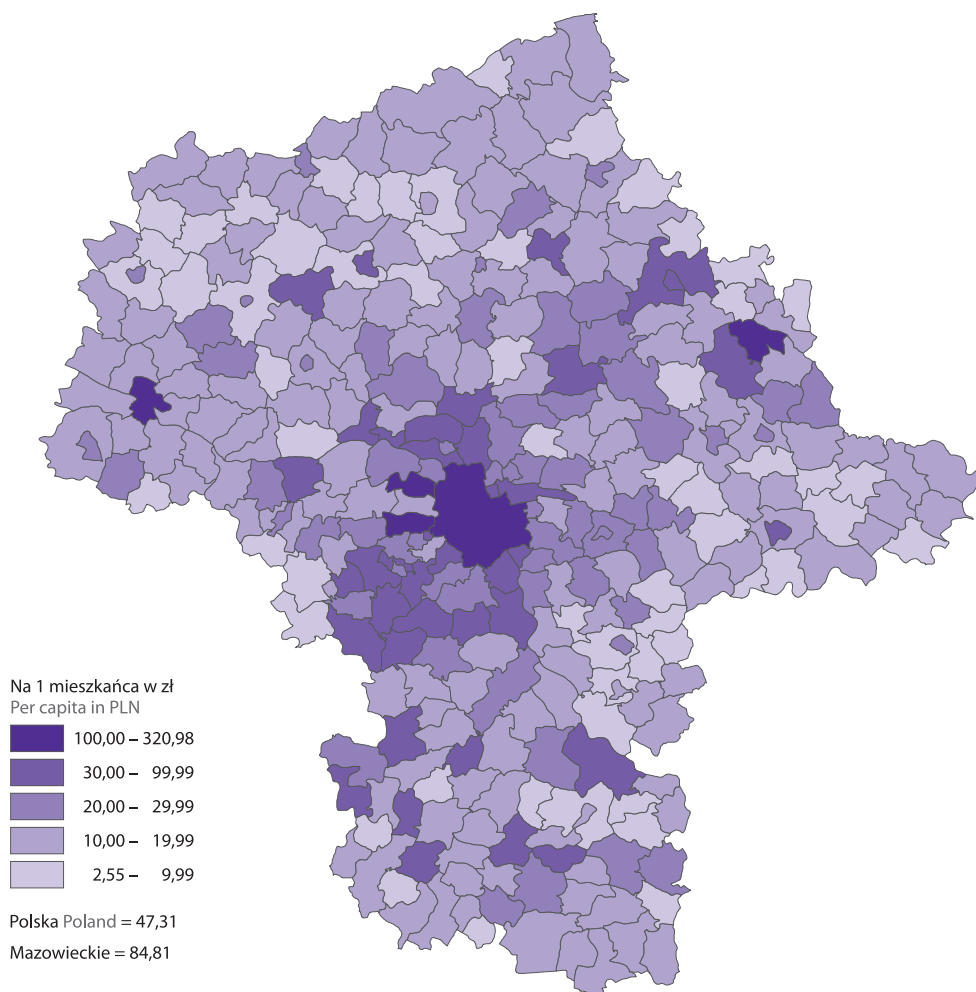 Na 1 mieszkańca w zł
Per capita in PLN
100,00 – 320,98
30,00 – 99,99
20,00 – 29,99
10,00 – 19,99
2,55 – 9,99
Polska Poland = 47,31
Mazowieckie = 84,81